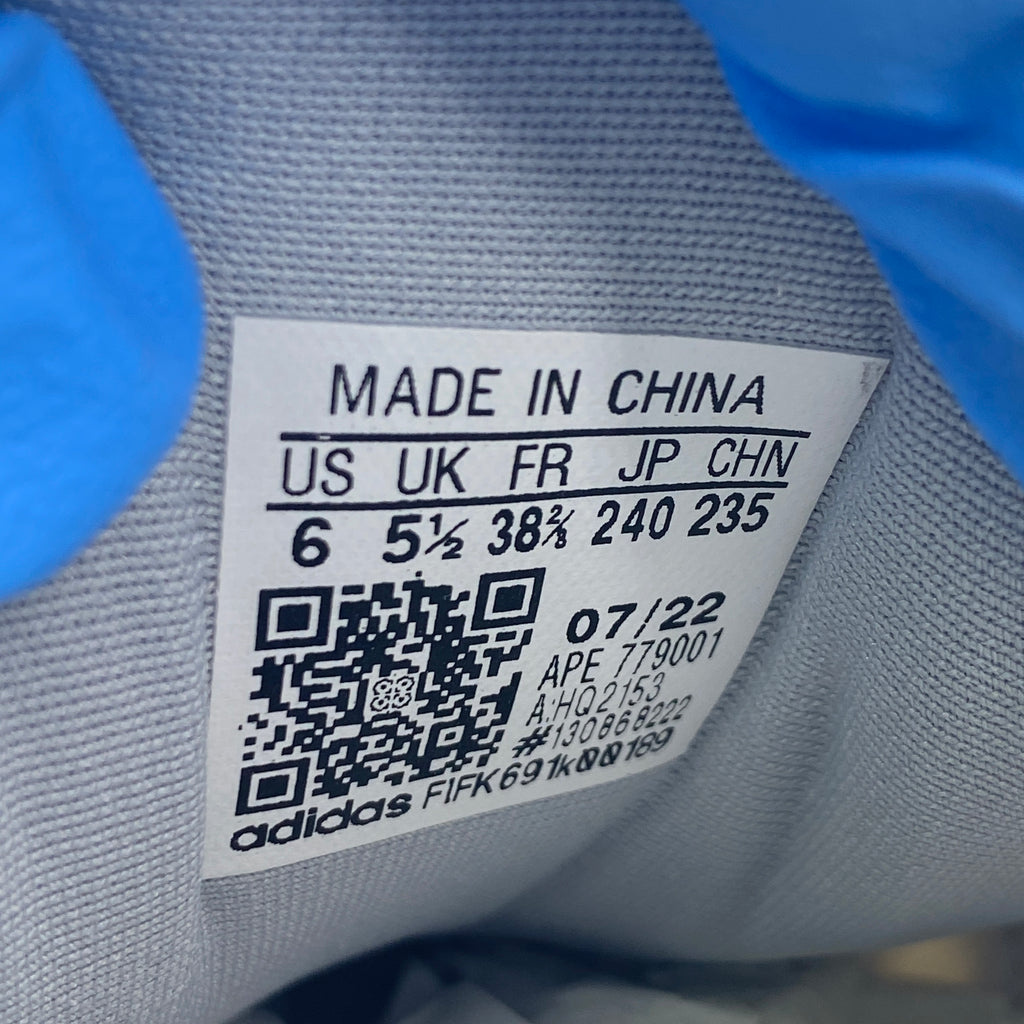 MADE IN CHINA
US UK FR JP CHN
6 5½ 38⅔ 240 235
07/22
APE 779001
A:HQ2153
#130868222
adidas FIFK691k00189